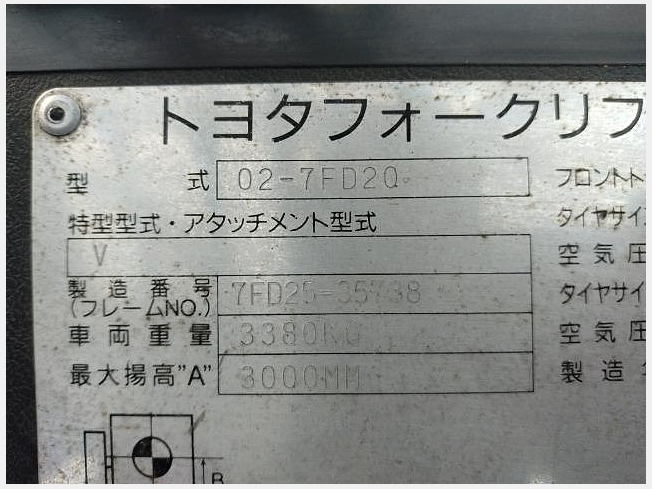 トヨタフォークリフ
型式 02-7FD20 フロントト
特型型式・アタッチメント型式 タイヤサイ
V 空気圧
製造番号 7FD25-35738 タイヤサイ
(フレームNO.)
車両重量 3380KG 空気圧
最大揚高"A" 3000MM 製造
B